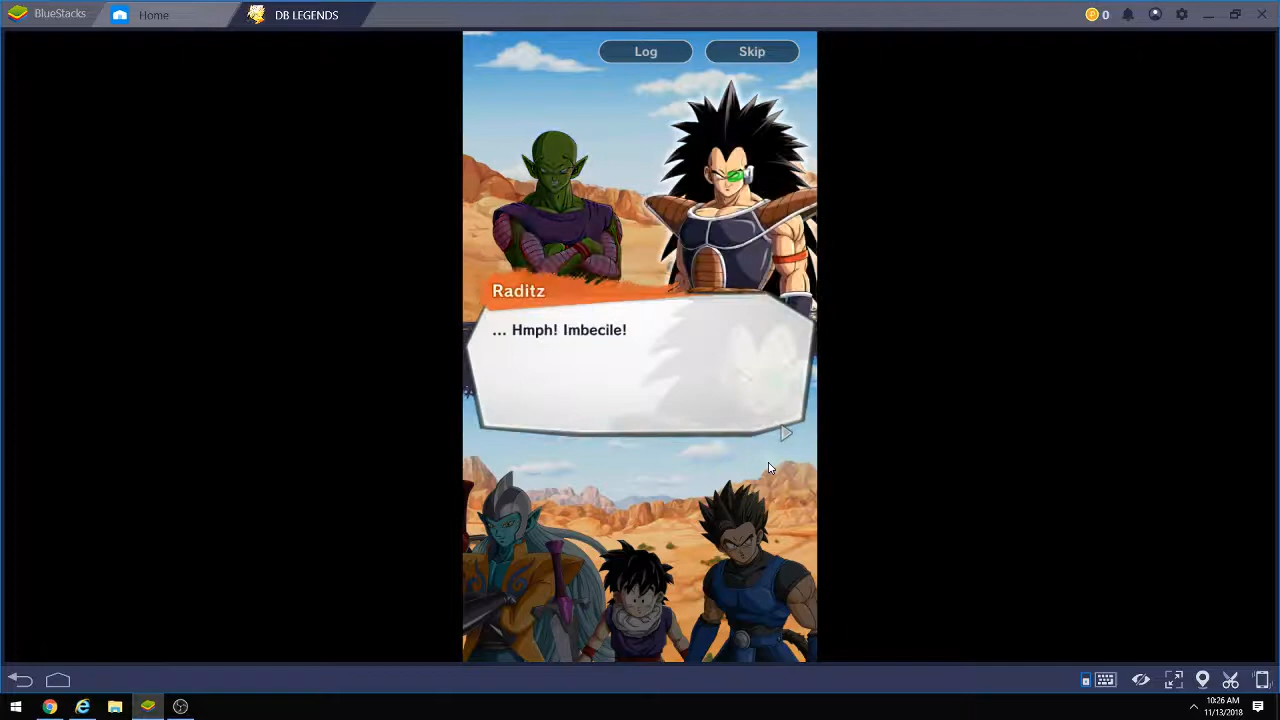 BlueStacks
Home
DB LEGENDS
0
Log
Skip
Raditz
... Hmph! Imbecile!
10:26 AM
11/13/2018